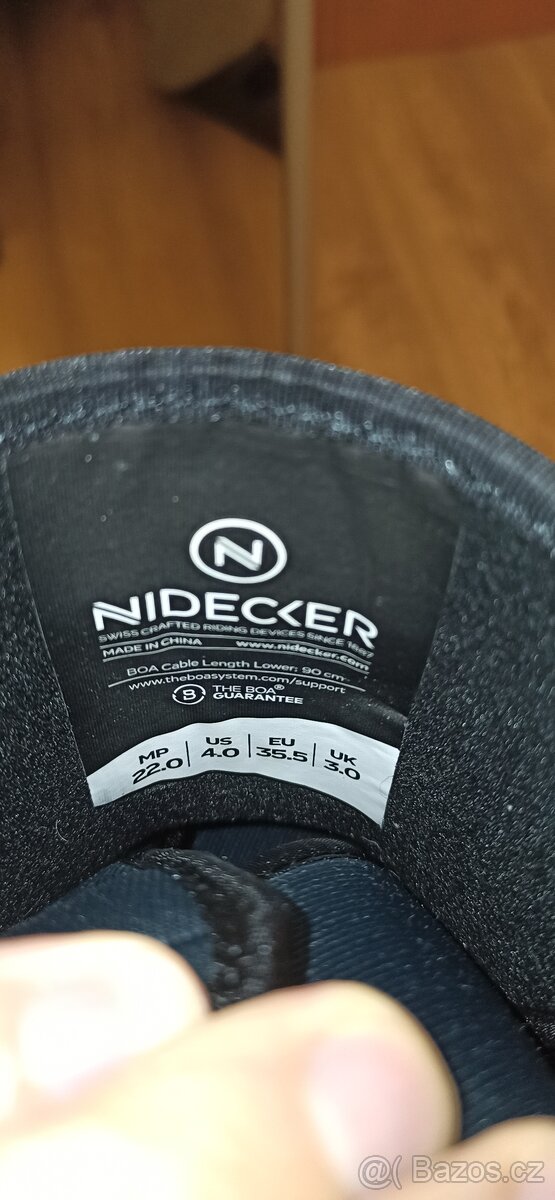 N
NIDECKER
SWISS CRAFTED RIDING DEVICES SINCE 1887
MADE IN CHINA www.nidecker.com
BOA Cable Length Lower: 90 cm
www.theboasystem.com/support
THE BOA®
GUARANTEE
MP US EU UK
22.0 4.0 35.5 3.0
@( Bazos.cz